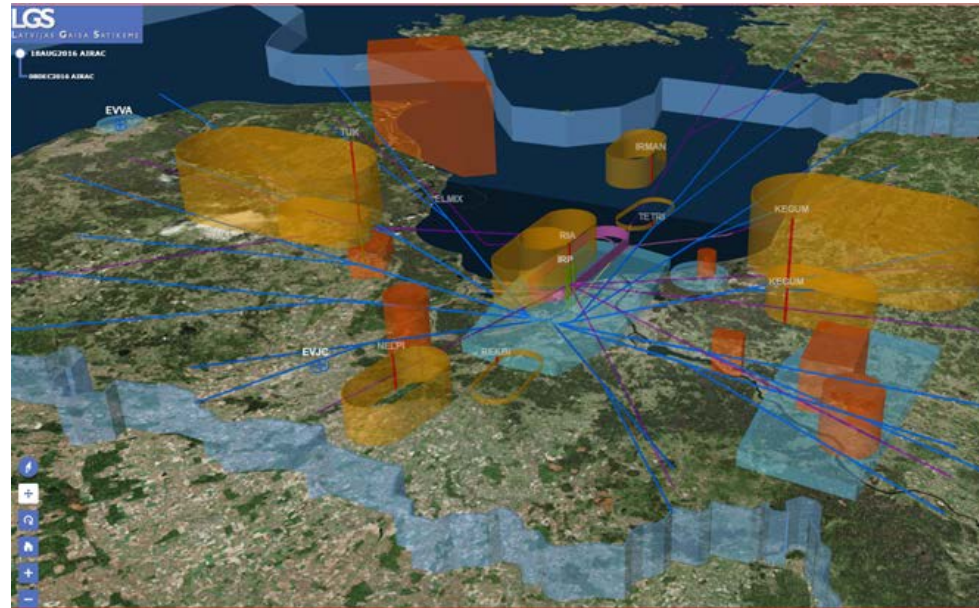 LGS
LATVIJAS GAISA SATIKSME
18AUG2016 AIRAC
08DEC2016 AIRAC
EVVA
TUK
IRMAN
ELMIX
TETRI
KEGUM
RIA
IRP
KEGUM
EVJC
NELPI
REKBI